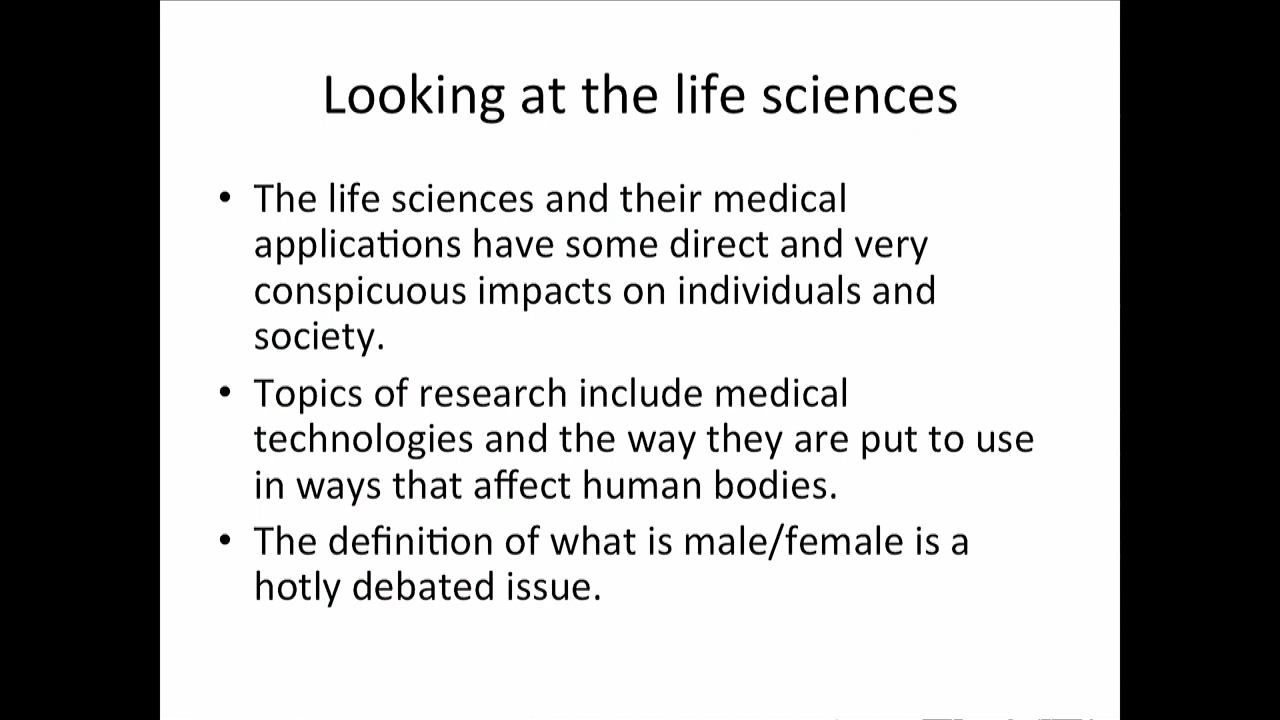 Looking at the life sciences
• The life sciences and their medical
applications have some direct and very
conspicuous impacts on individuals and
society.
• Topics of research include medical
technologies and the way they are put to use
in ways that affect human bodies.
• The definition of what is male/female is a
hotly debated issue.